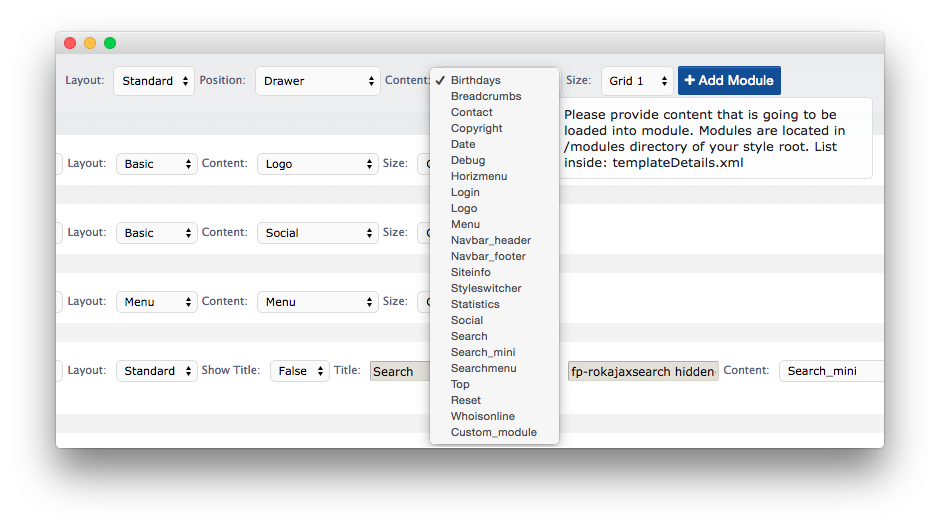 Layout: Standard Position: Drawer Content: Size: Grid 1 + Add Module
✓ Birthdays
Breadcrumbs
Contact
Copyright
Date
Debug
Horizmenu
Login
Logo
Menu
Navbar_header
Navbar_footer
Siteinfo
Styleswitcher
Statistics
Social
Search
Search_mini
Searchmenu
Top
Reset
Whoisonline
Custom_module
Please provide content that is going to be
loaded into module. Modules are located in
/modules directory of your style root. List
inside: templateDetails.xml
Layout: Basic Content: Logo Size:
Layout: Basic Content: Social Size:
Layout: Menu Content: Menu Size:
Layout: Standard Show Title: False Title: Search fp-rokajaxsearch hidden- Content: Search_mini